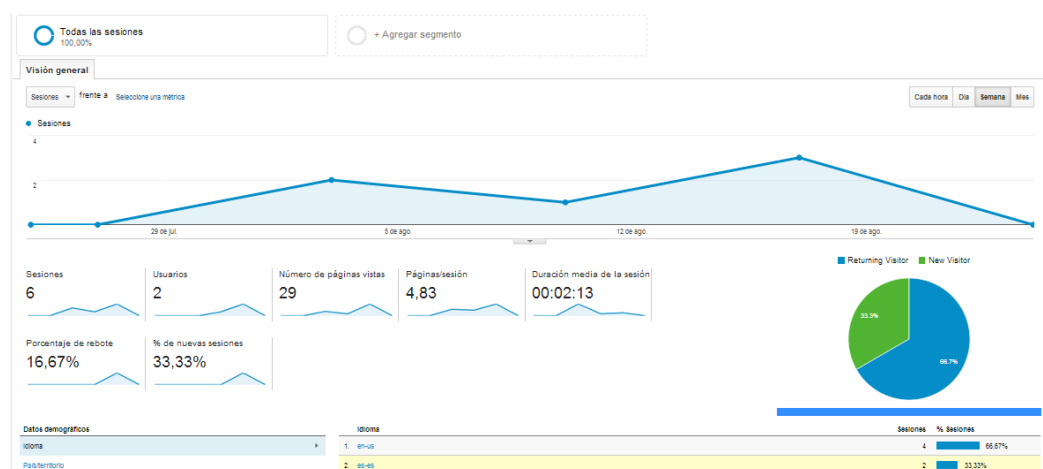 Todas las sesiones
100,00%
+ Agregar segmento
Visión general
Sesiones frente a Seleccione una métrica
Cada hora Día Semana Mes
Sesiones
4
2
29 de jul. 5 de ago. 12 de ago. 19 de ago.
Returning Visitor New Visitor
Sesiones Usuarios Número de páginas vistas Páginas/sesión Duración media de la sesión
6 2 29 4,83 00:02:13
33.3%
66.7%
Porcentaje de rebote % de nuevas sesiones
16,67% 33,33%
Datos demográficos Idioma Sesiones % Sesiones
Idioma 1. en-us 4 66,67%
País/territorio 2. es-es 2 33,33%